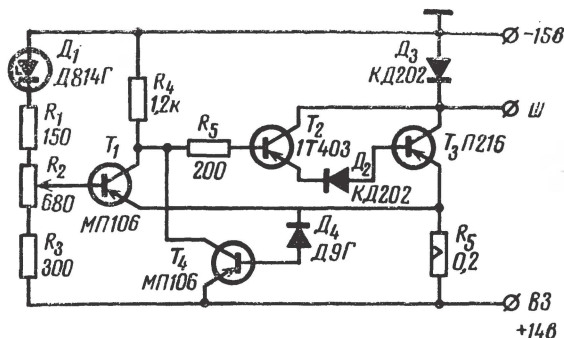 Д1
Д814Г
R1
150
R2
680
R3
300
R4
1,2к
T1
МП106
R5
200
T2
1Т403
Д2
КД202
Д3
КД202
T3 П216
T4
МП106
Д4
Д9Г
R5
0,2
-15В
Ш
ВЗ
+14В